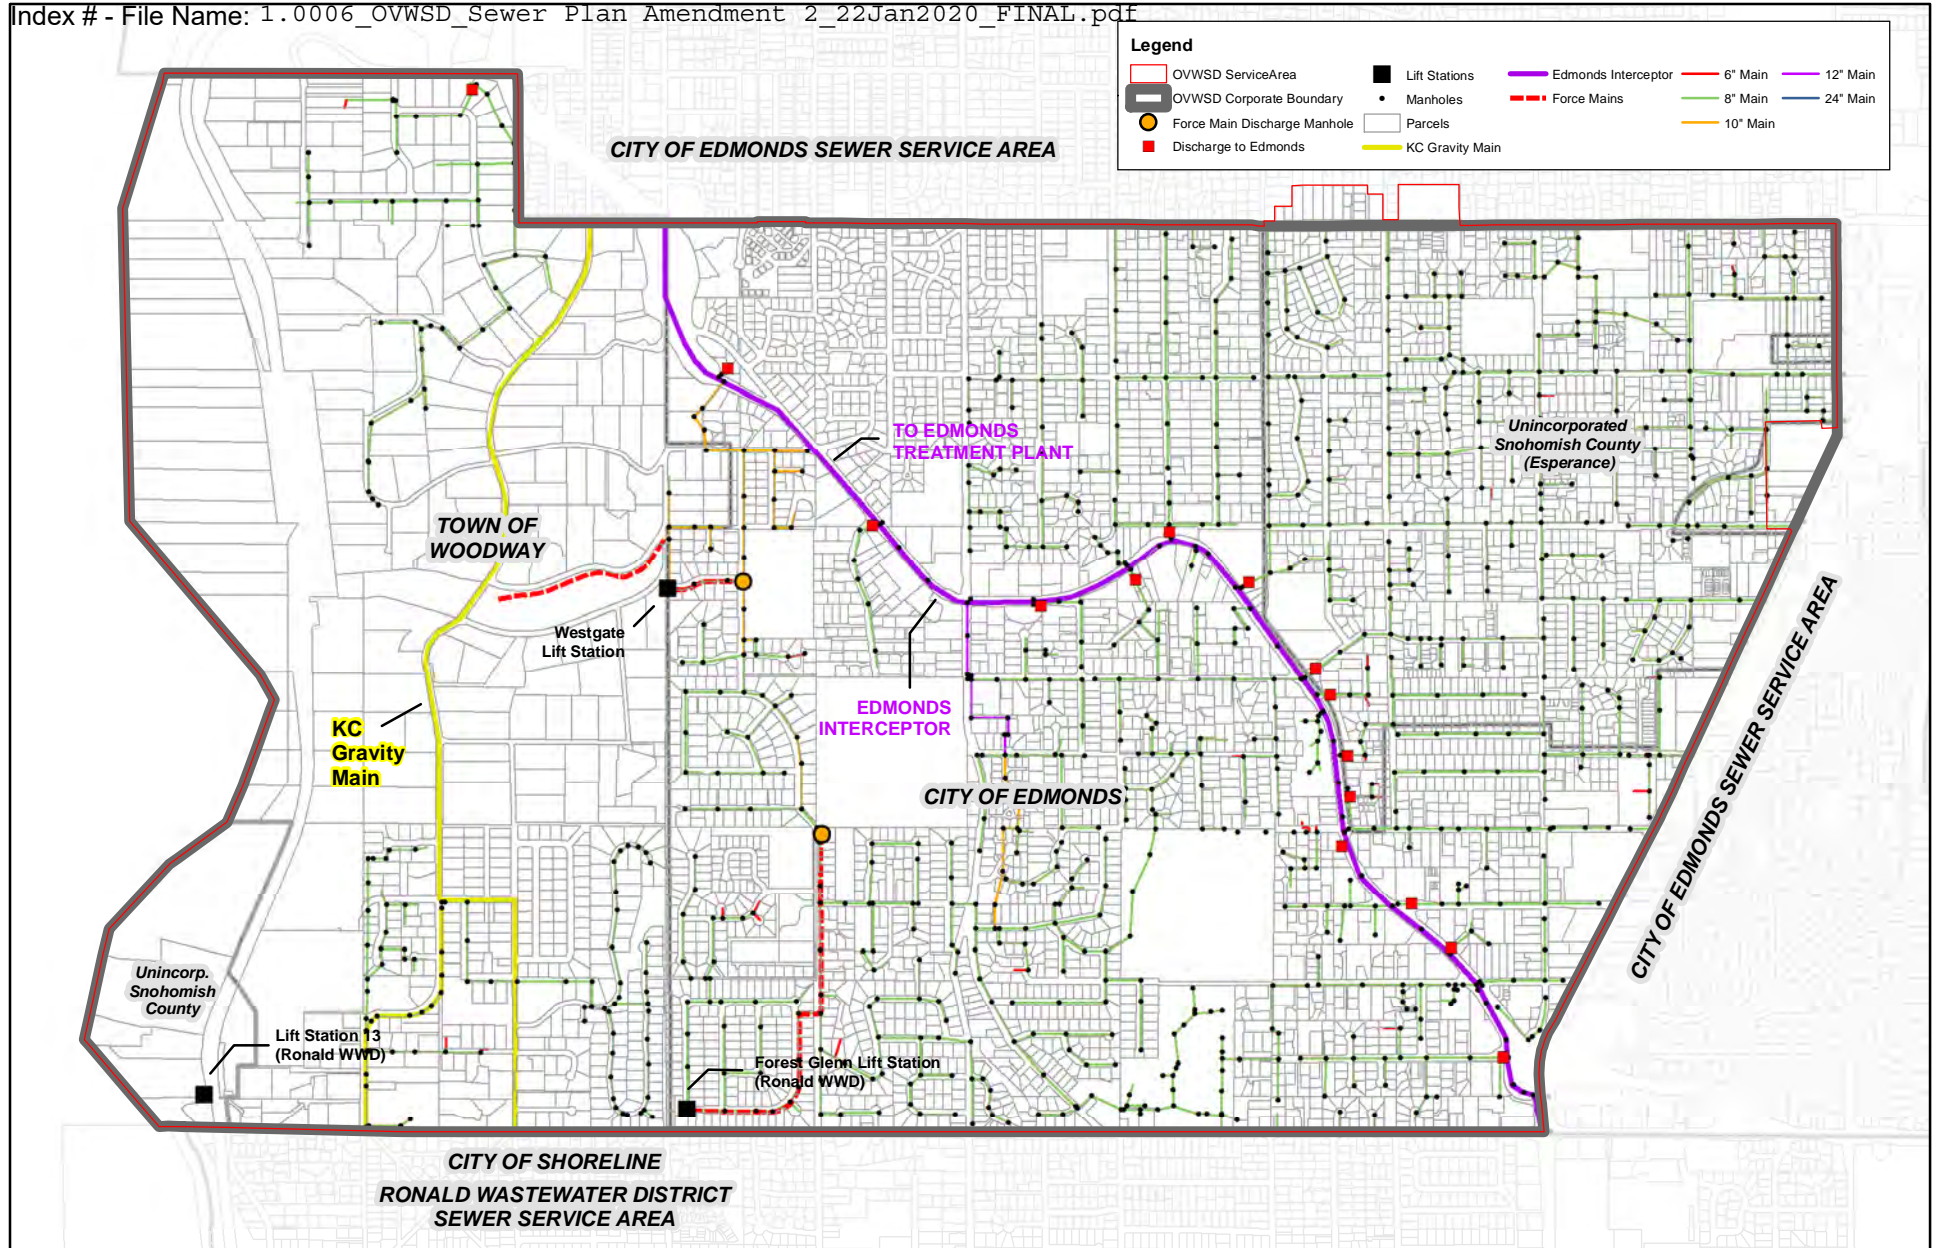 Index # - File Name: 1.0006_OVWSD_Sewer Plan Amendment 2_22Jan2020_FINAL.pdf
Legend
OVWSD ServiceArea
OVWSD Corporate Boundary
Force Main Discharge Manhole
Discharge to Edmonds
Lift Stations
Manholes
Parcels
KC Gravity Main
Edmonds Interceptor
Force Mains
6" Main
8" Main
10" Main
12" Main
24" Main
CITY OF EDMONDS SEWER SERVICE AREA
TO EDMONDS
TREATMENT PLANT
Unincorporated
Snohomish County
(Esperance)
TOWN OF
WOODWAY
Westgate
Lift Station
KC
Gravity
Main
EDMONDS
INTERCEPTOR
CITY OF EDMONDS
CITY OF EDMONDS SEWER SERVICE AREA
Unincorp.
Snohomish
County
Lift Station 13
(Ronald WWD)
Forest Glenn Lift Station
(Ronald WWD)
CITY OF SHORELINE
RONALD WASTEWATER DISTRICT
SEWER SERVICE AREA